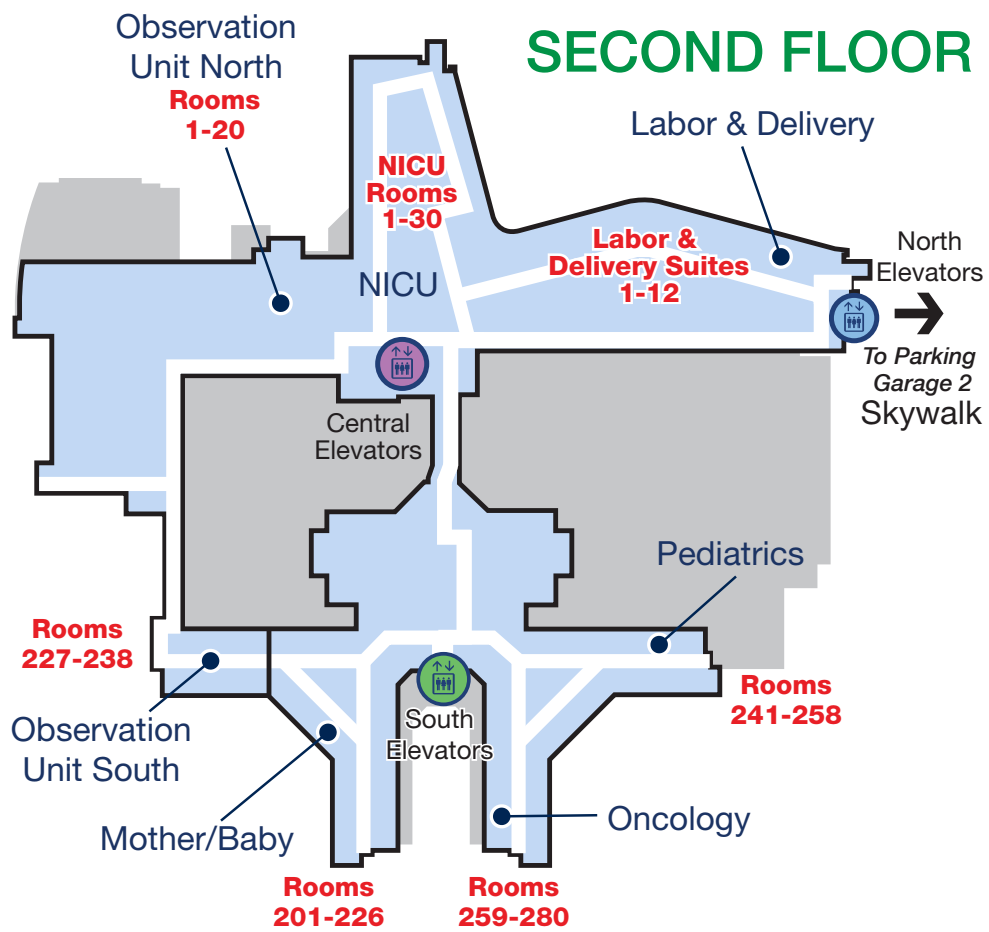 SECOND FLOOR
Observation
Unit North
Rooms
1-20
Labor & Delivery
NICU
Rooms
1-30
Labor &
Delivery Suites
1-12
NICU
North
Elevators
To Parking
Garage 2
Skywalk
Central
Elevators
Pediatrics
Rooms
227-238
Rooms
241-258
Observation
Unit South
South
Elevators
Mother/Baby
Oncology
Rooms
201-226
Rooms
259-280